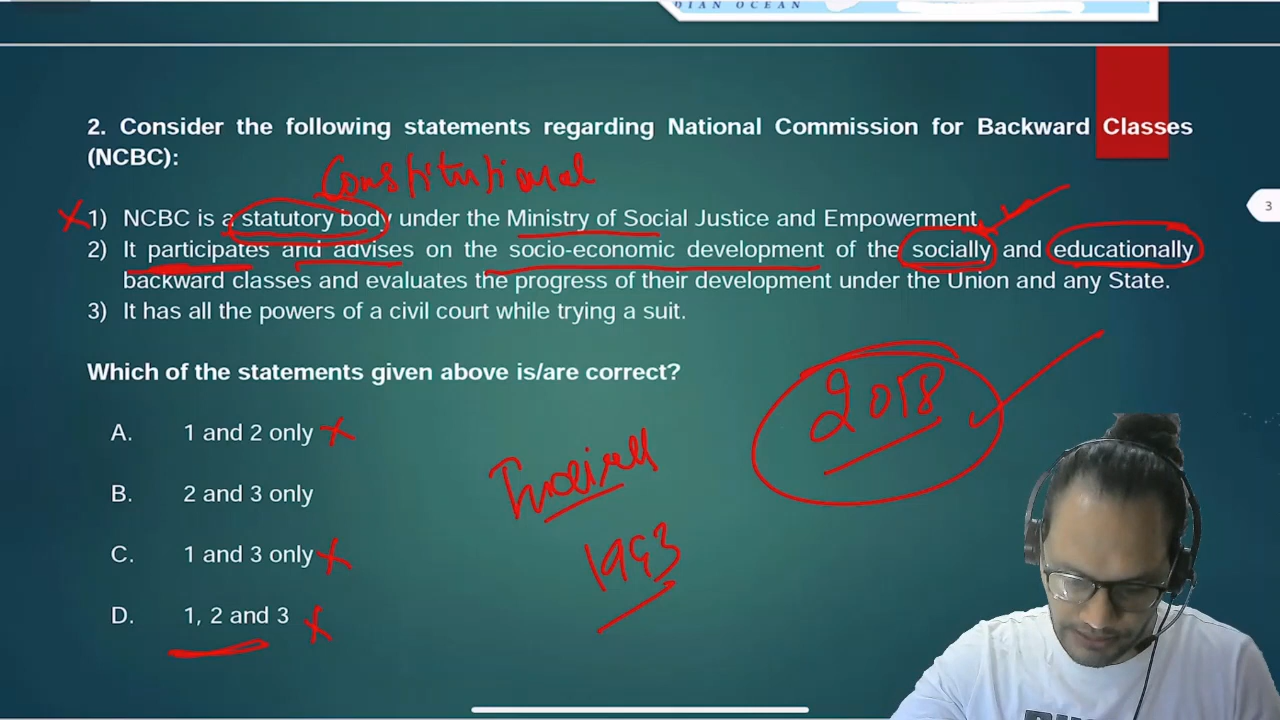 DIAN OCEAN
3
2. Consider the following statements regarding National Commission for Backward Classes
(NCBC):
Constitutional
1) NCBC is a statutory body under the Ministry of Social Justice and Empowerment
2) It participates and advises on the socio-economic development of the socially and educationally
backward classes and evaluates the progress of their development under the Union and any State.
3) It has all the powers of a civil court while trying a suit.
Which of the statements given above is/are correct?
2018
A. 1 and 2 only
B. 2 and 3 only
C. 1 and 3 only
1993
D. 1, 2 and 3